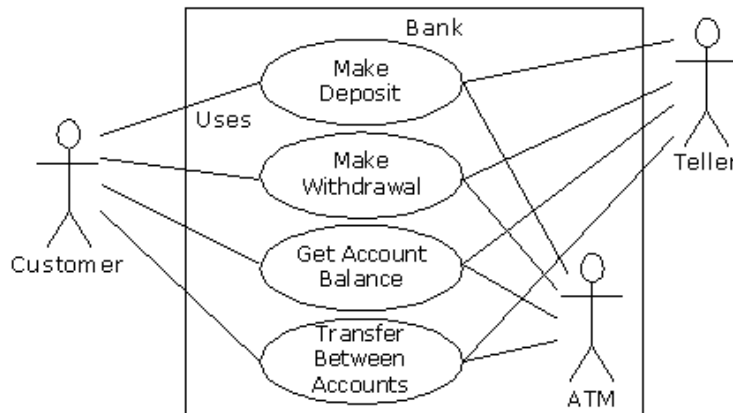 Bank
Make
Deposit
Uses
Make
Withdrawal
Teller
Customer
Get Account
Balance
Transfer
Between
Accounts
ATM